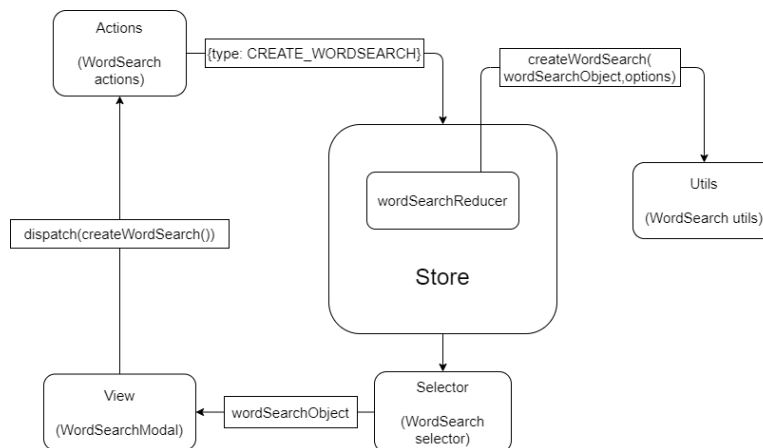 Actions
(WordSearch
actions)
{type: CREATE_WORDSEARCH}
createWordSearch(
wordSearchObject,options)
wordSearchReducer
Utils
(WordSearch utils)
dispatch(createWordSearch())
Store
View
(WordSearchModal)
wordSearchObject
Selector
(WordSearch
selector)